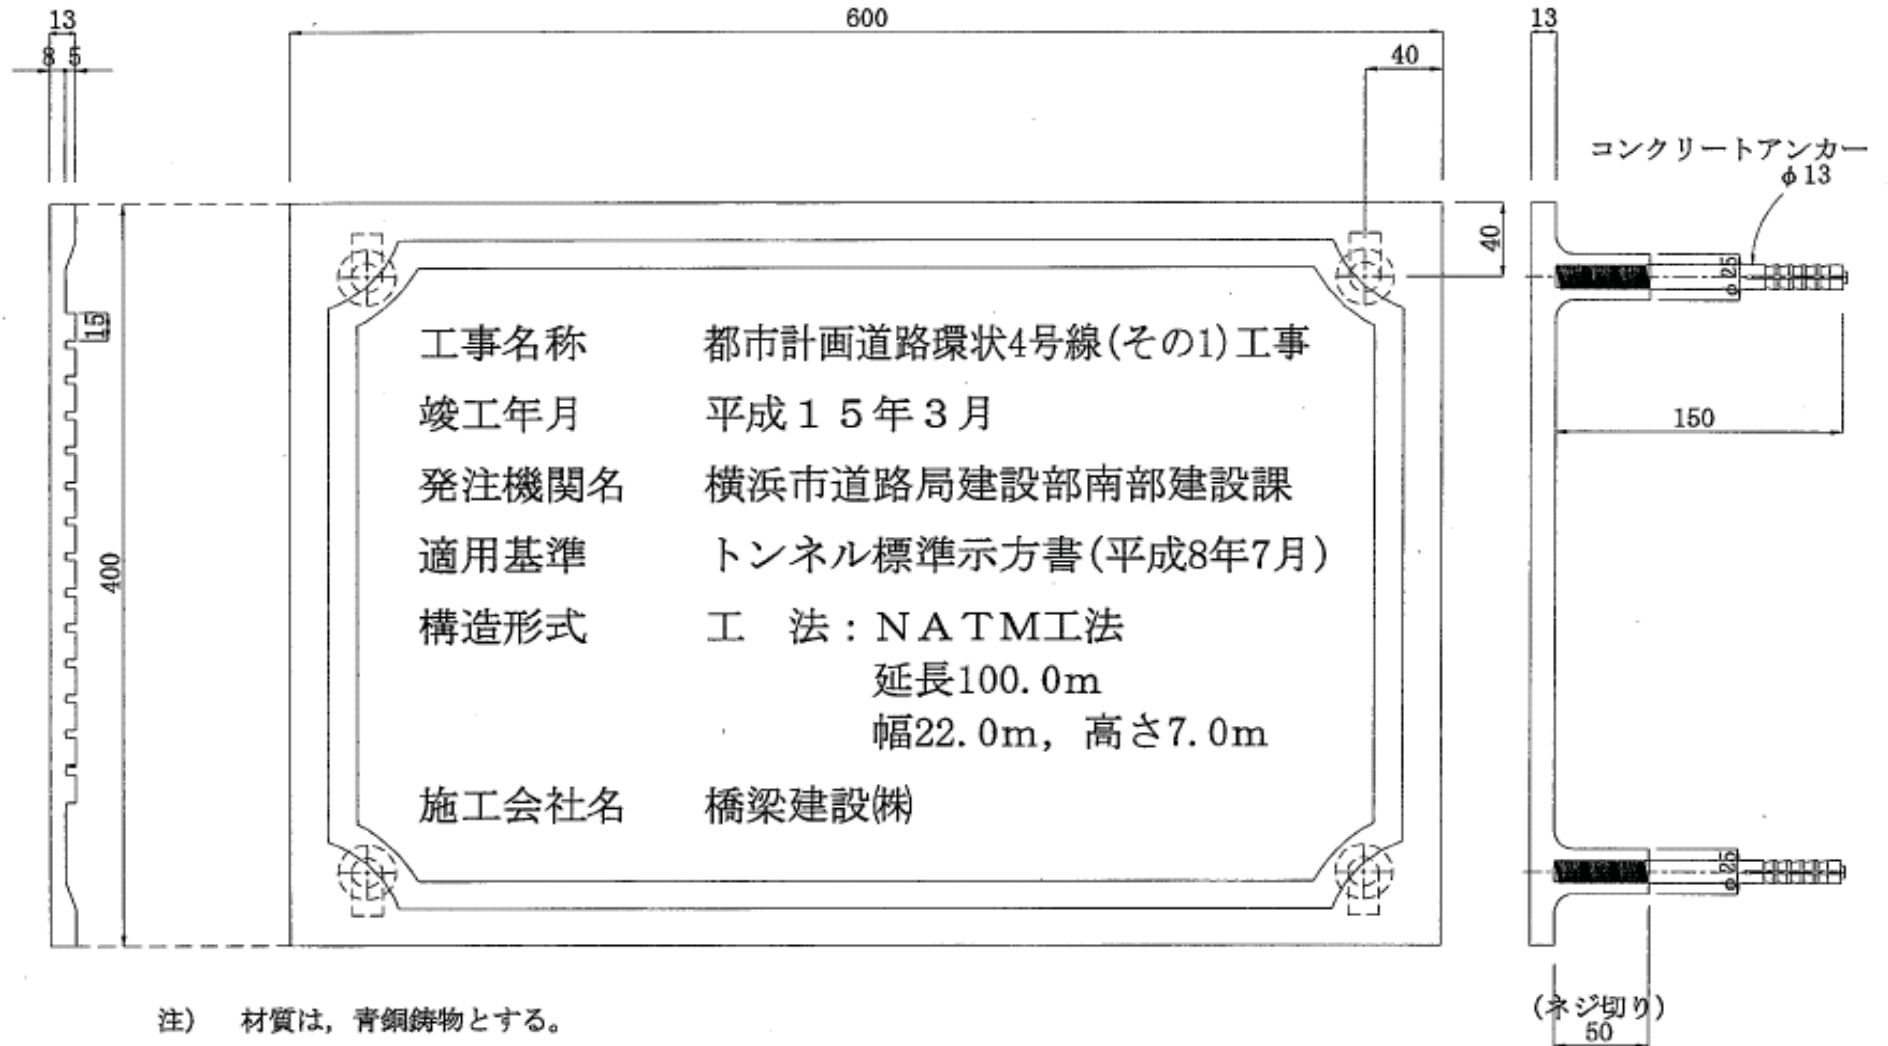 13
600
13
8 5
40
コンクリートアンカー
φ13
40
φ25
15
工事名称 都市計画道路環状4号線(その1)工事
竣工年月 平成15年3月
150
発注機関名 横浜市道路局建設部南部建設課
適用基準 トンネル標準示方書(平成8年7月)
400
構造形式 工 法:NATM工法
延長100.0m
幅22.0m, 高さ7.0m
施工会社名 橋梁建設㈱
φ25
(ネジ切り)
50
注) 材質は, 青銅鋳物とする。